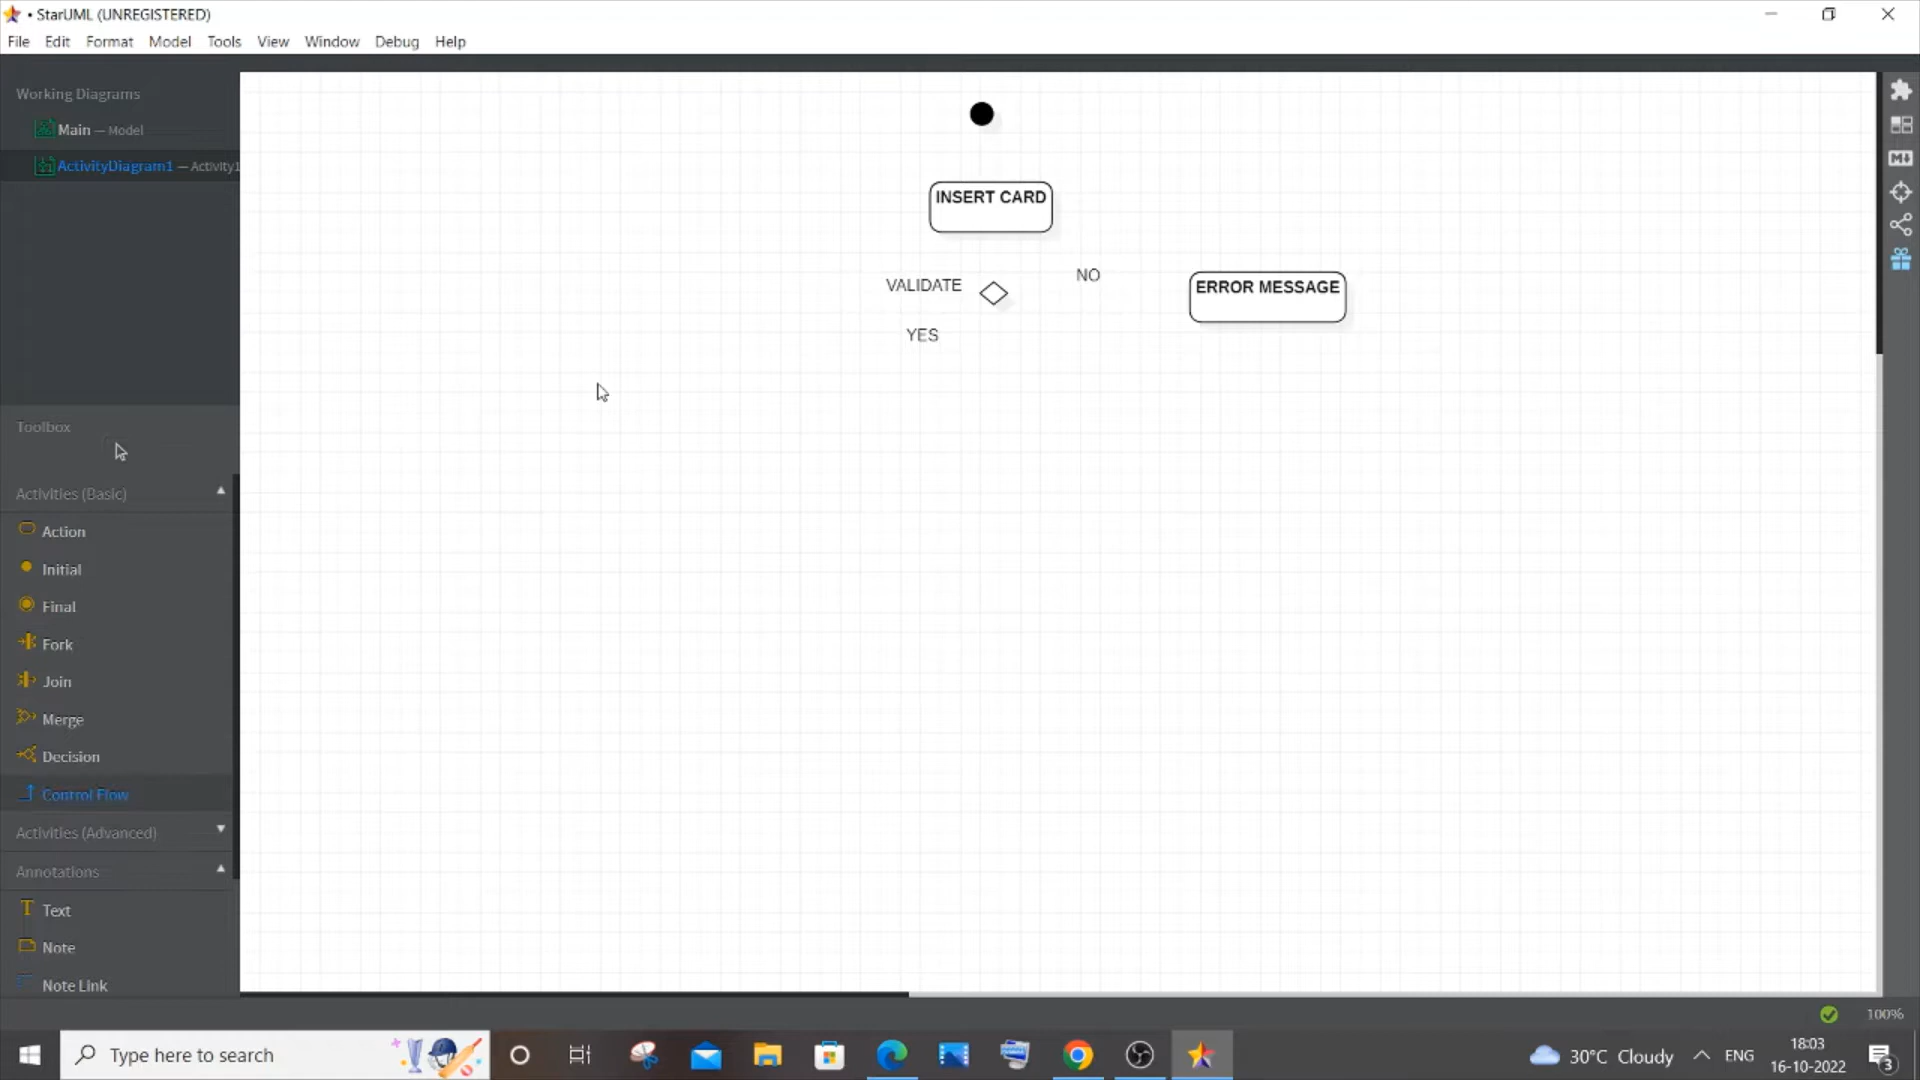 • StarUML (UNREGISTERED)
File Edit Format Model Tools View Window Debug Help
Working Diagrams
Main — Model
ActivityDiagram1 — Activity1
INSERT CARD
VALIDATE
NO
ERROR MESSAGE
YES
Toolbox
Activities (Basic)
Action
Initial
Final
Fork
Join
Merge
Decision
Control Flow
Activities (Advanced)
Annotations
Text
Note
Note Link
M
100%
Type here to search
30°C Cloudy
ENG
18:03
16-10-2022
3